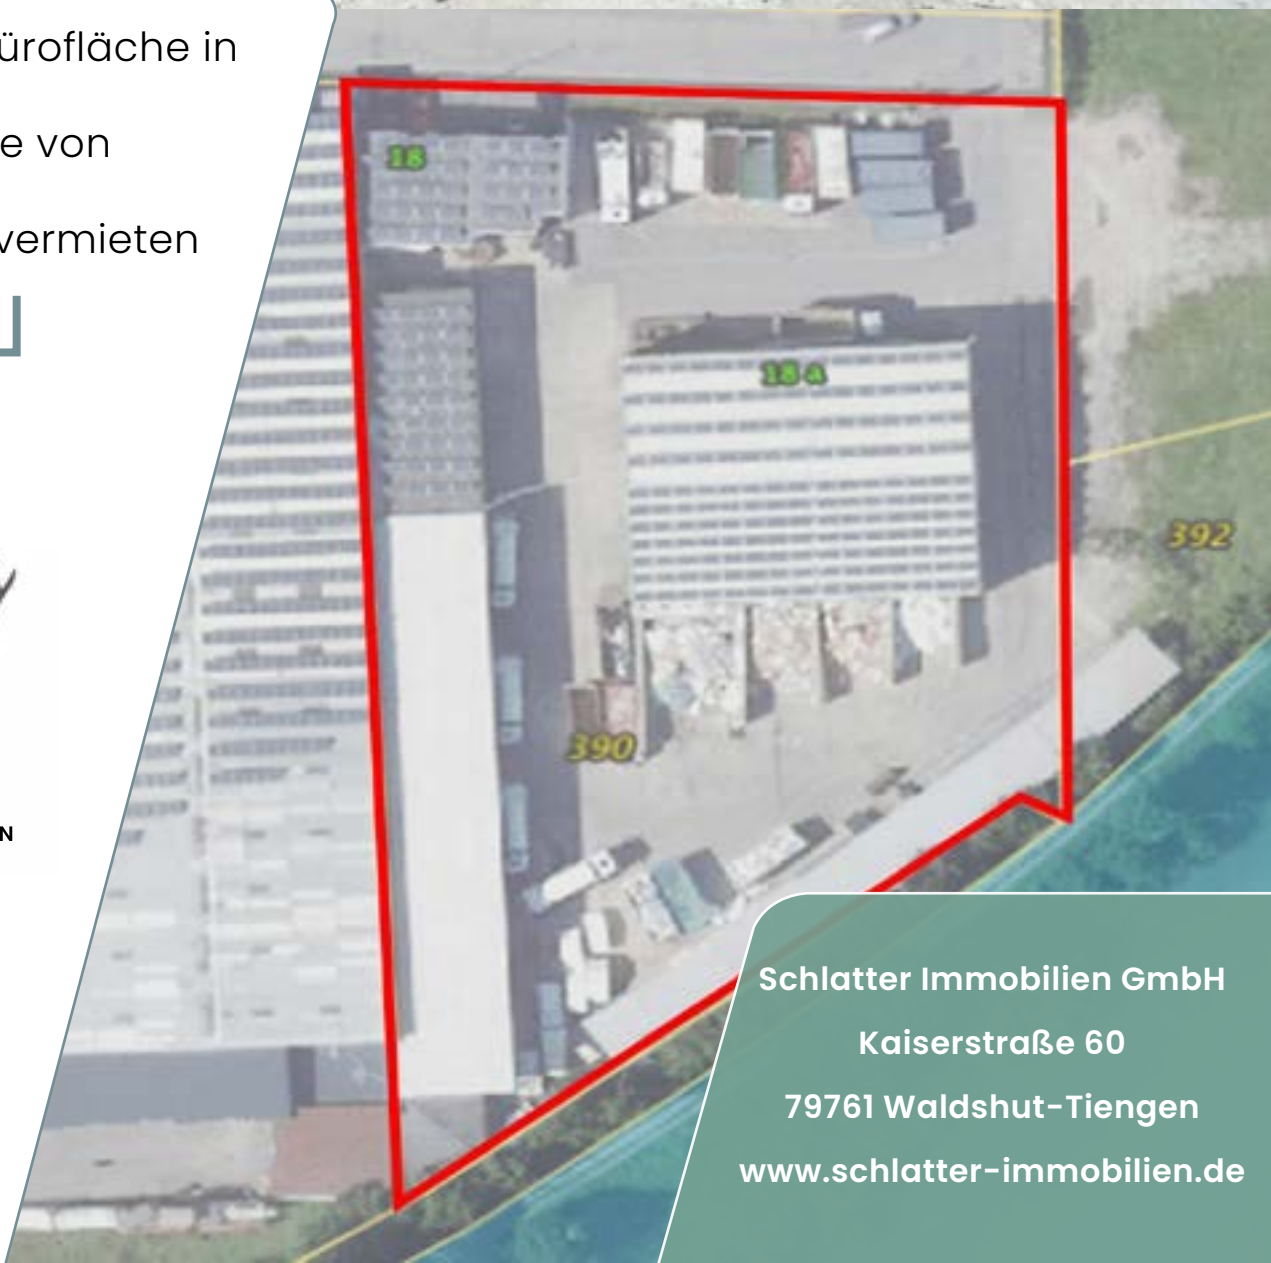 ürofläche in
e von
vermieten
N
18
18 a
392
390
Schlatter Immobilien GmbH
Kaiserstraße 60
79761 Waldshut-Tiengen
www.schlatter-immobilien.de